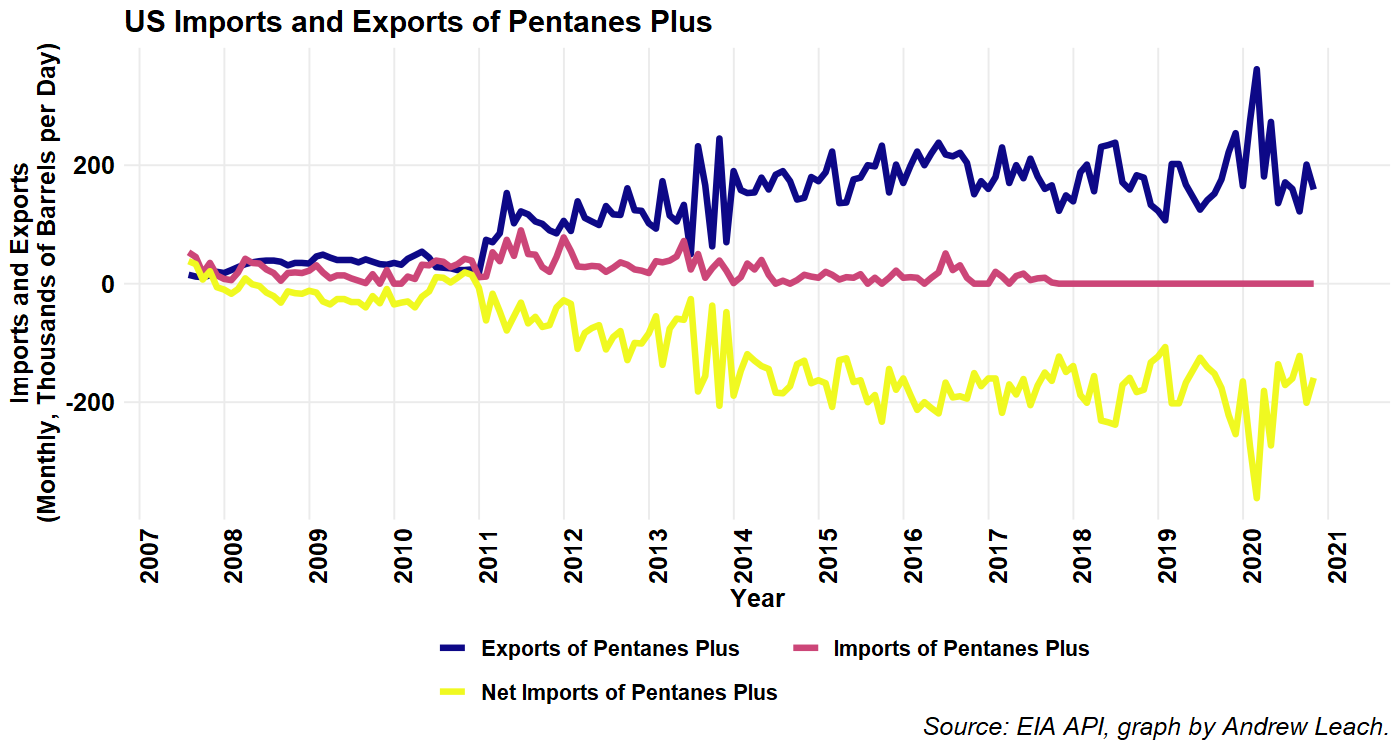 US Imports and Exports of Pentanes Plus
Imports and Exports
(Monthly, Thousands of Barrels per Day)
200
0
-200
2007
2008
2009
2010
2011
2012
2013
2014
2015
2016
2017
2018
2019
2020
2021
Year
Exports of Pentanes Plus
Imports of Pentanes Plus
Net Imports of Pentanes Plus
Source: EIA API, graph by Andrew Leach.